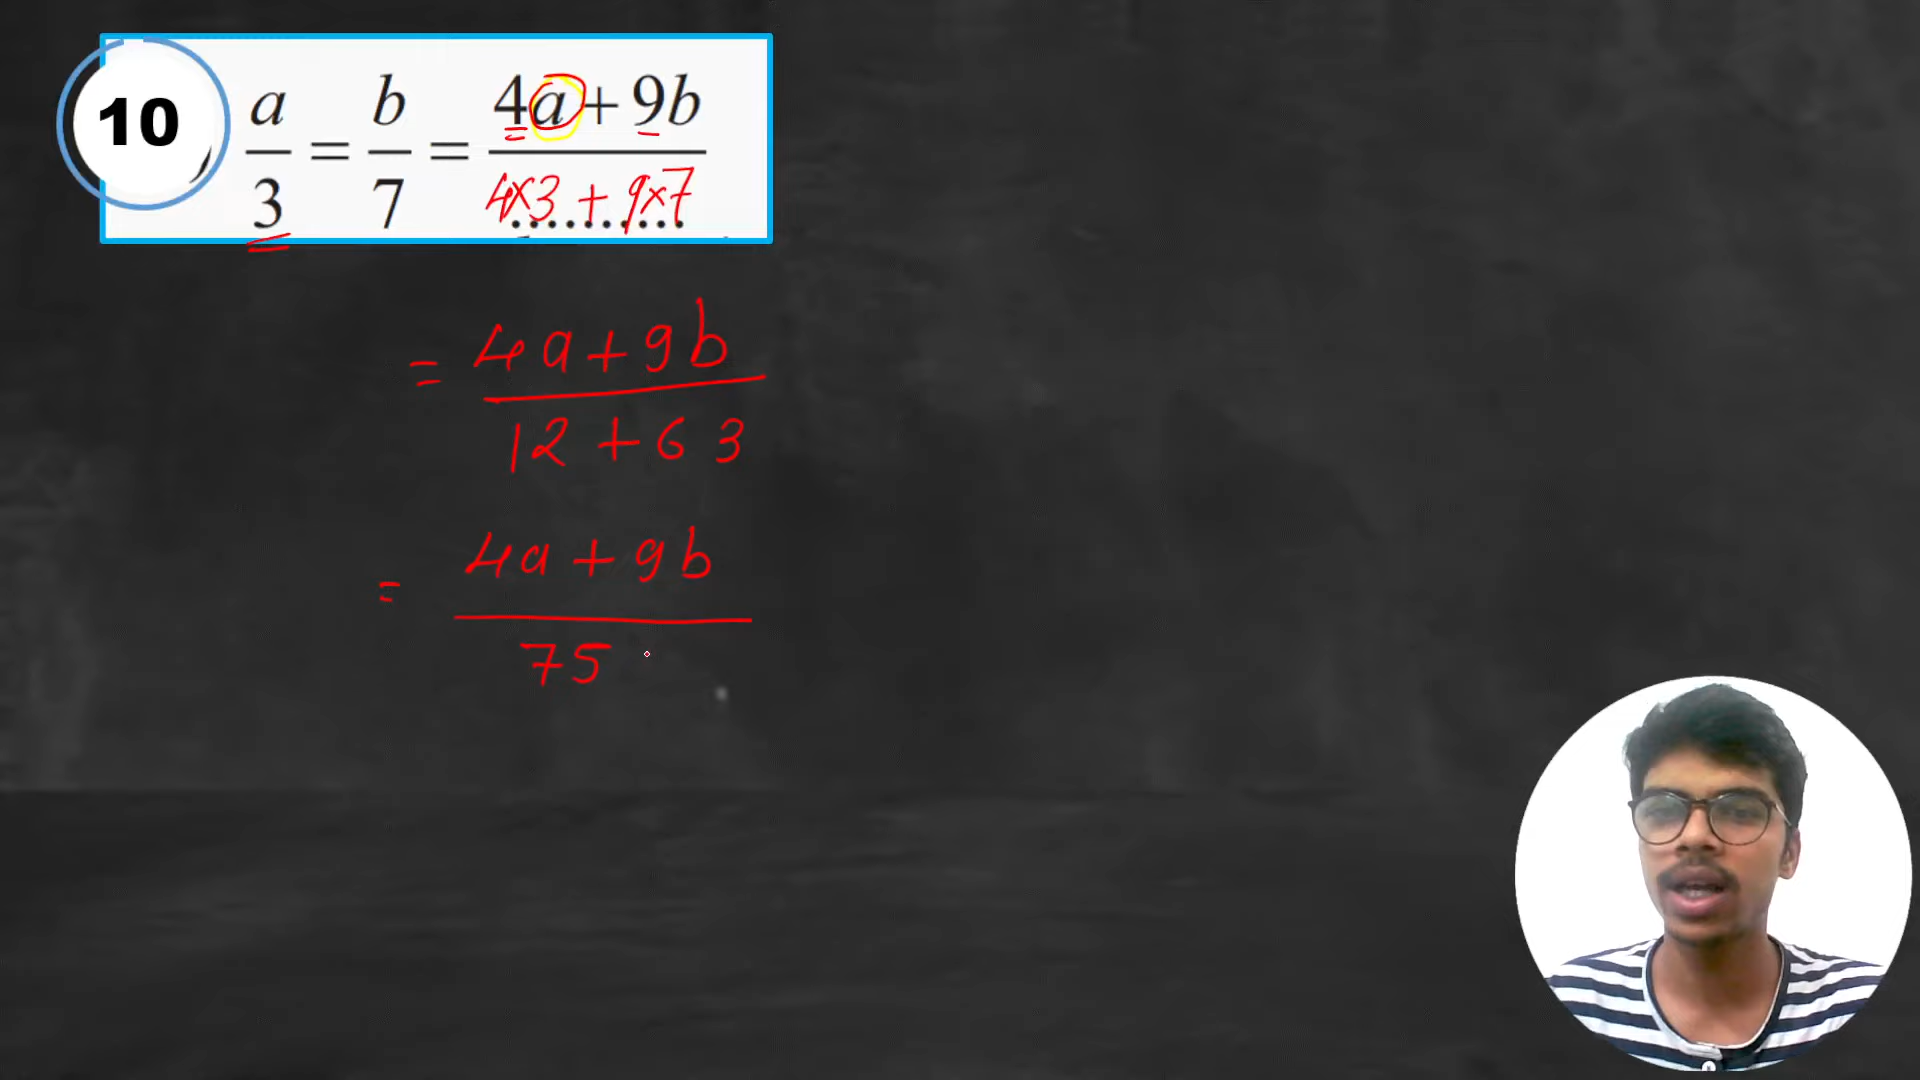 10
a/3 = b/7 = (4a + 9b)/..........
4×3 + 9×7
= (4a + 9b)/(12 + 63)
= (4a + 9b)/75